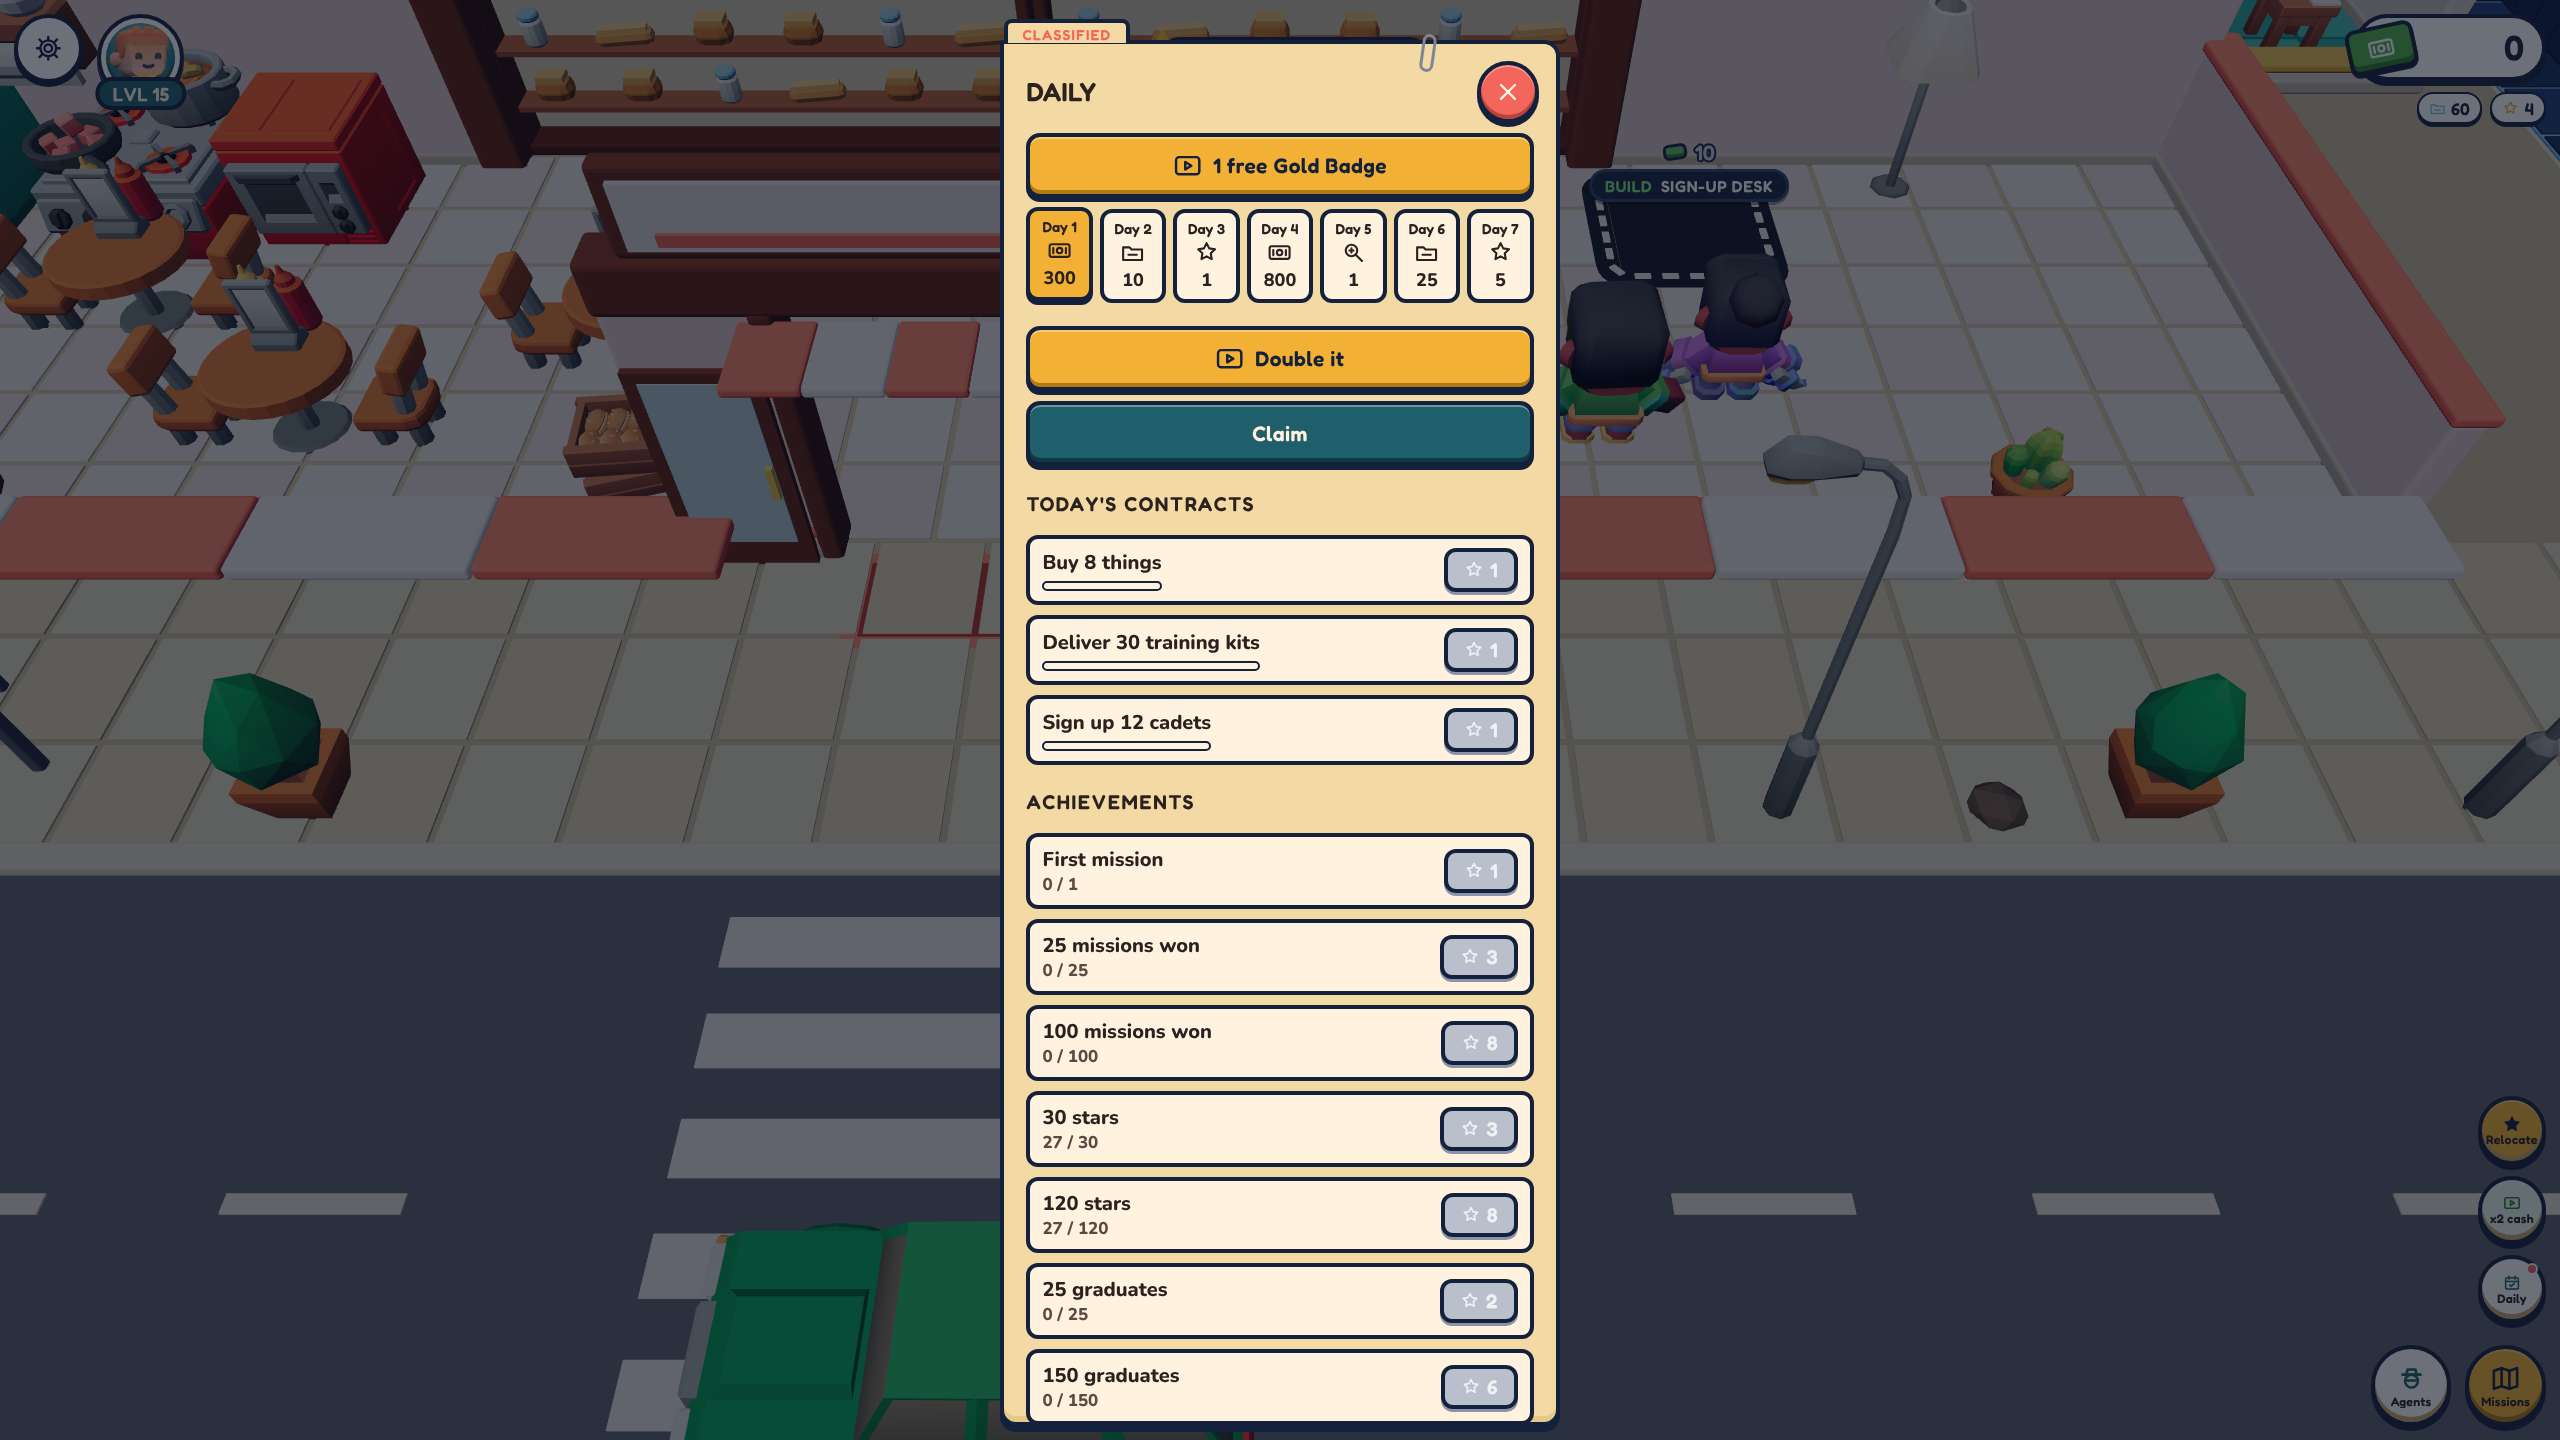 CLASSIFIED
DAILY
1 free Gold Badge
Day 1
300
Day 2
10
Day 3
1
Day 4
800
Day 5
1
Day 6
25
Day 7
5
Double it
Claim
TODAY'S CONTRACTS
Buy 8 things
1
Deliver 30 training kits
1
Sign up 12 cadets
1
ACHIEVEMENTS
First mission
0 / 1
1
25 missions won
0 / 25
3
100 missions won
0 / 100
8
30 stars
27 / 30
3
120 stars
27 / 120
8
25 graduates
0 / 25
2
150 graduates
0 / 150
6
LVL 15
0
60
4
10
BUILD SIGN-UP DESK
Relocate
x2 cash
Daily
Agents
Missions